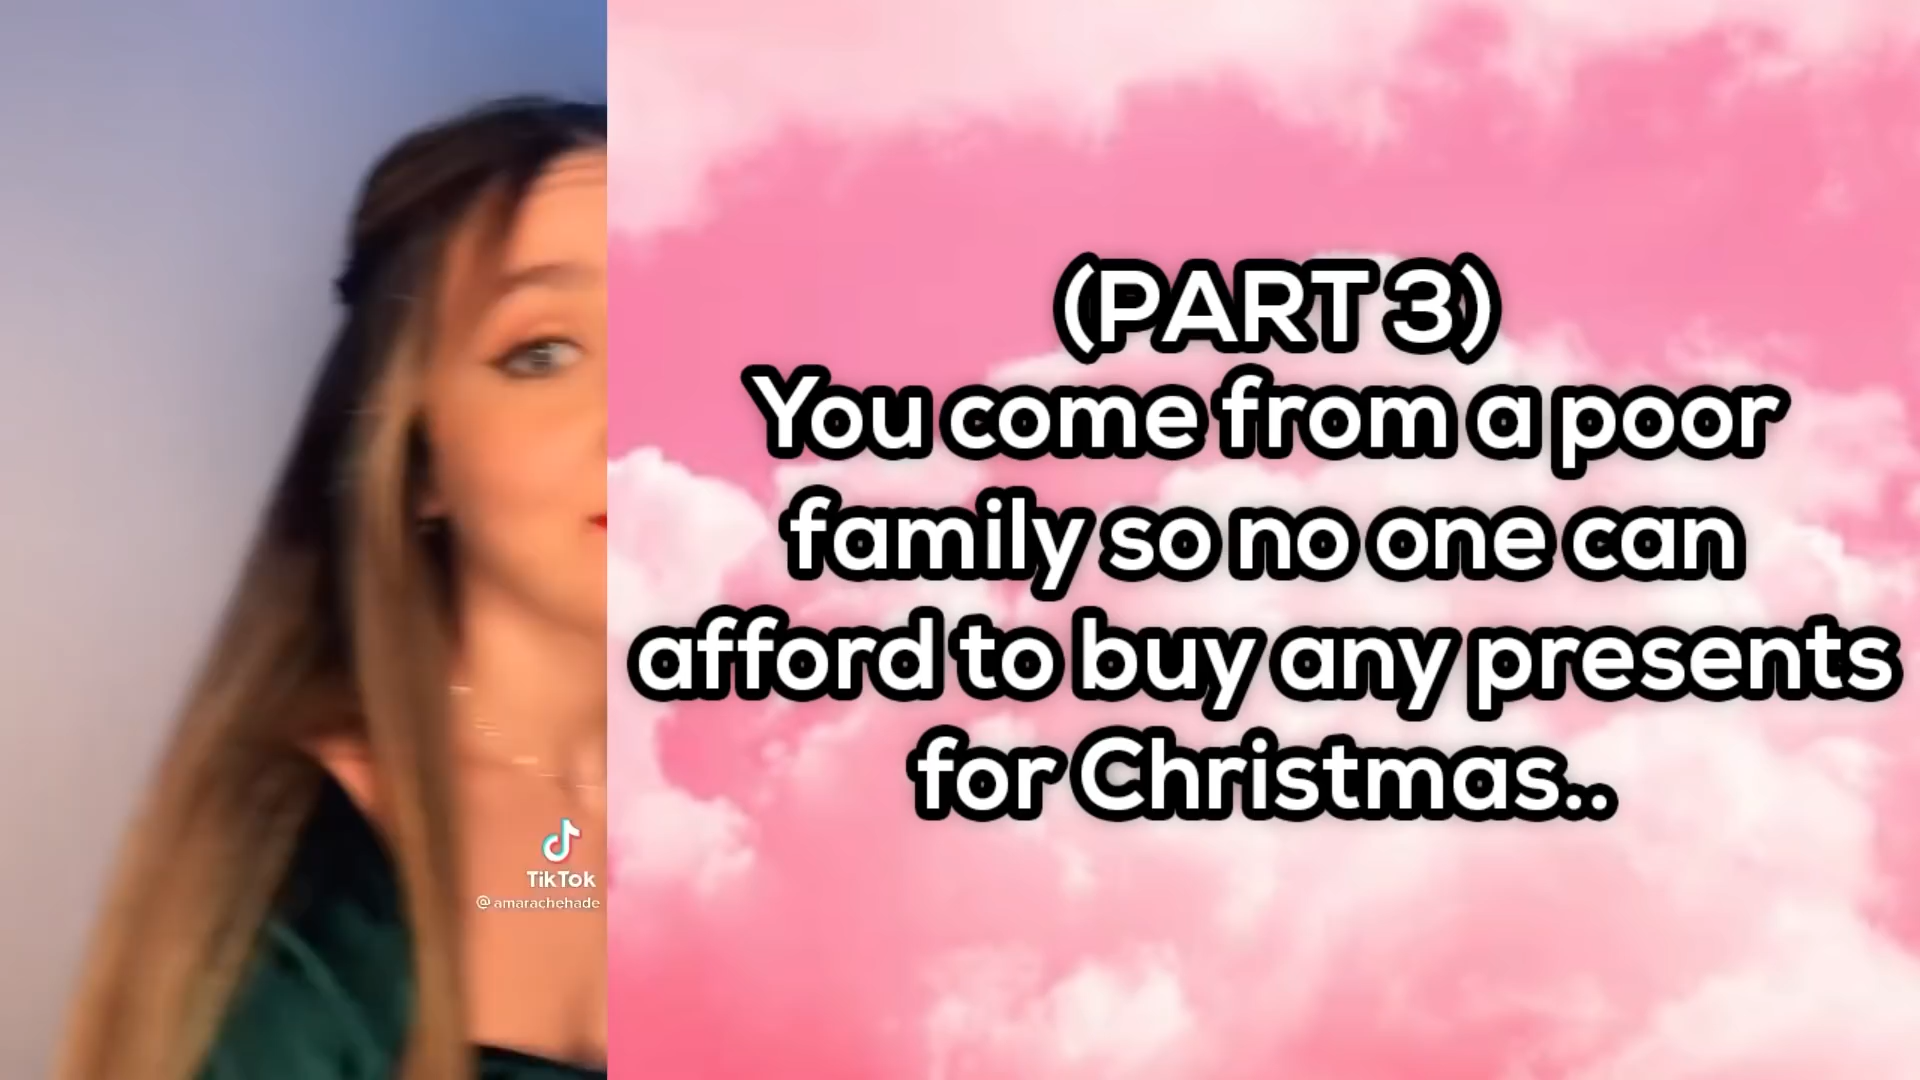 (PART 3)
You come from a poor
family so no one can
afford to buy any presents
for Christmas..
TikTok
@amarachehade